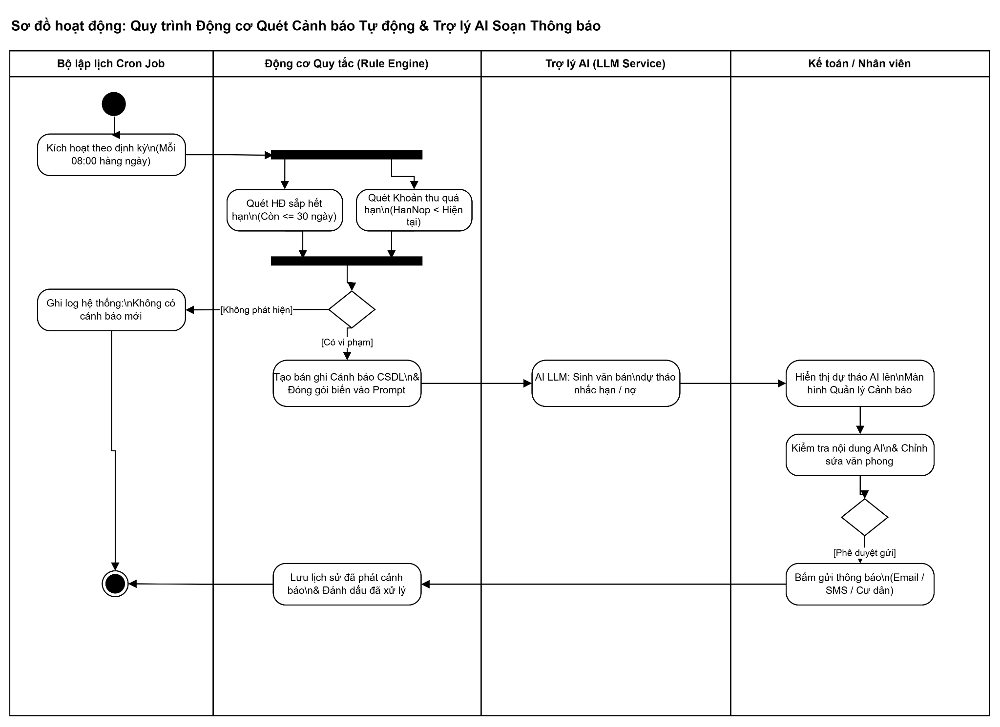 Sơ đồ hoạt động: Quy trình Động cơ Quét Cảnh báo Tự động & Trợ lý AI Soạn Thông báo
Bộ lập lịch Cron Job
Động cơ Quy tắc (Rule Engine)
Trợ lý AI (LLM Service)
Kế toán / Nhân viên
Kích hoạt theo định kỳ\n(Mỗi
08:00 hàng ngày)
Quét HĐ sắp hết
hạn\n(Còn <= 30 ngày)
Quét Khoản thu quá
hạn\n(HanNop < Hiện
tại)
Ghi log hệ thống:\nKhông có
cảnh báo mới
[Không phát hiện]
[Có vi phạm]
Tạo bản ghi Cảnh báo CSDL\n&
Đóng gói biến vào Prompt
AI LLM: Sinh văn bản\ndự thảo
nhắc hạn / nợ
Hiển thị dự thảo AI lên\nMàn
hình Quản lý Cảnh báo
Kiểm tra nội dung AI\n& Chỉnh
sửa văn phong
[Phê duyệt gửi]
Lưu lịch sử đã phát cảnh
báo\n& Đánh dấu đã xử lý
Bấm gửi thông báo\n(Email /
SMS / Cư dân)